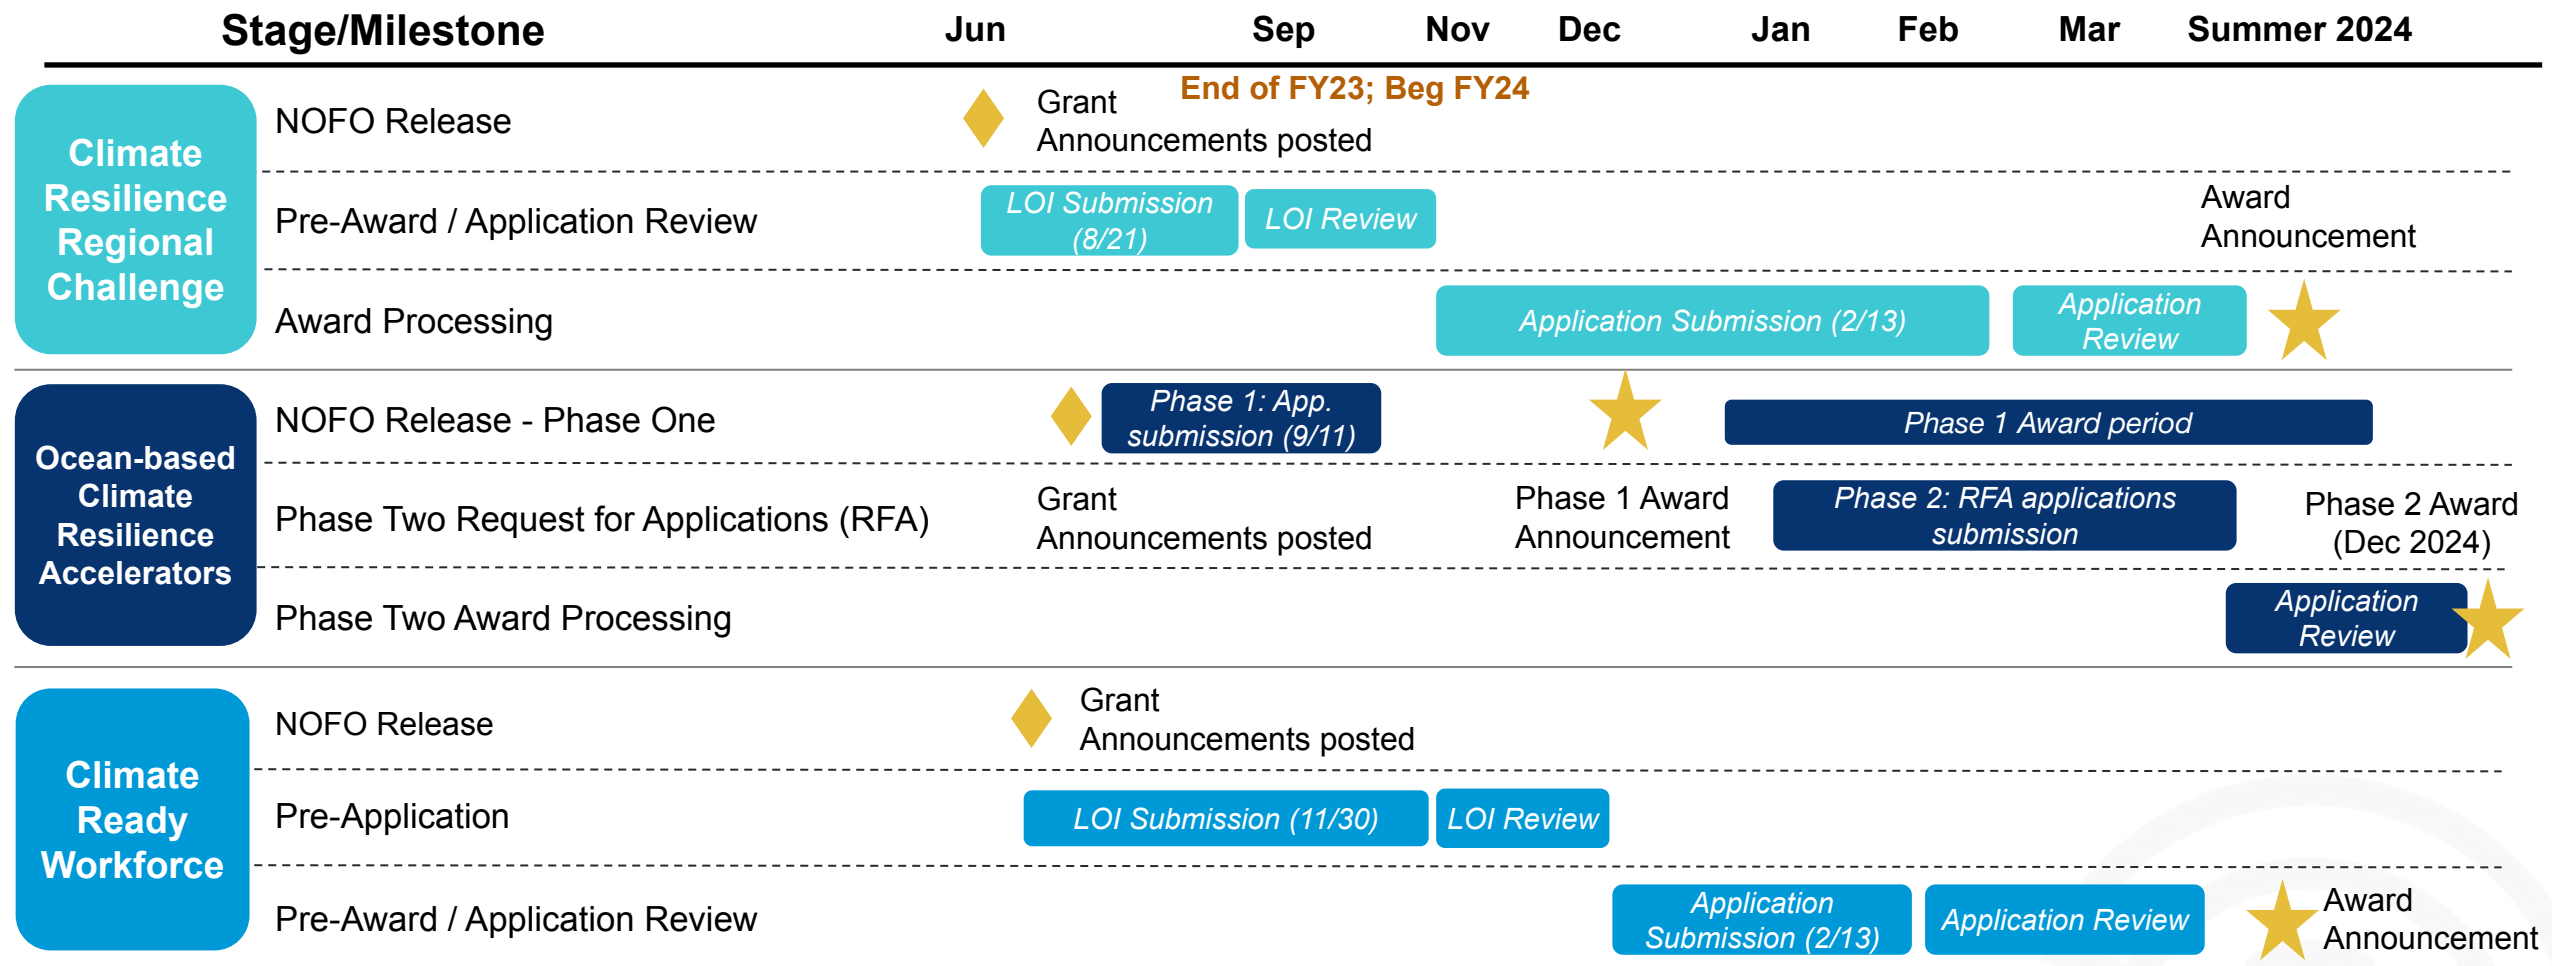 Stage/Milestone Jun Sep Nov Dec Jan Feb Mar Summer 2024
End of FY23; Beg FY24
Climate
Resilience
Regional
Challenge
NOFO Release
Grant
Announcements posted
Pre-Award / Application Review
LOI Submission
(8/21)
LOI Review
Award
Announcement
Award Processing
Application Submission (2/13)
Application
Review
Ocean-based
Climate
Resilience
Accelerators
NOFO Release - Phase One
Phase 1: App.
submission (9/11)
Phase 1 Award period
Phase Two Request for Applications (RFA)
Grant
Announcements posted
Phase 1 Award
Announcement
Phase 2: RFA applications
submission
Phase 2 Award
(Dec 2024)
Phase Two Award Processing
Application
Review
Climate
Ready
Workforce
NOFO Release
Grant
Announcements posted
Pre-Application
LOI Submission (11/30)
LOI Review
Pre-Award / Application Review
Application
Submission (2/13)
Application Review
Award
Announcement